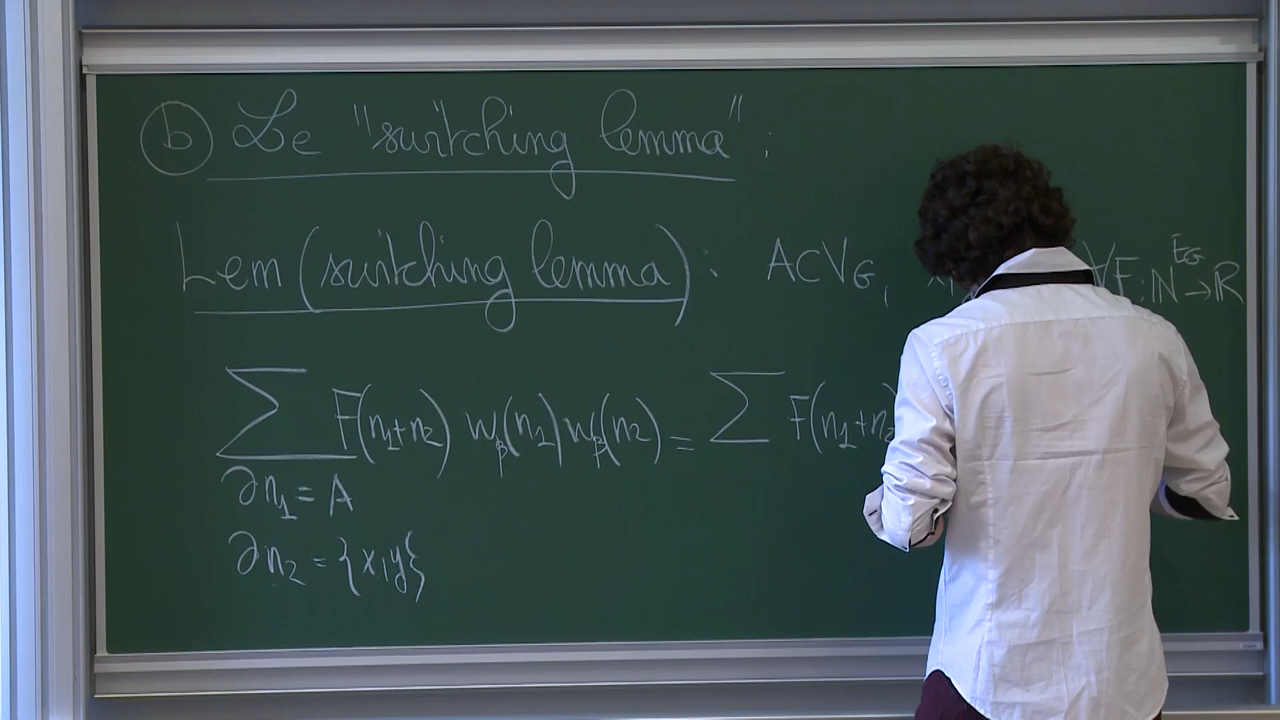 ⓑ Le "switching lemma" :
Lem (switching lemma) : A⊂V_G, ∀F:ℕ^{E_G}→ℝ
∑ F(n₁+n₂) w_β(n₁) w_β(n₂) = ∑ F(n₁+n₂)
∂n₁ = A
∂n₂ = {x,y}